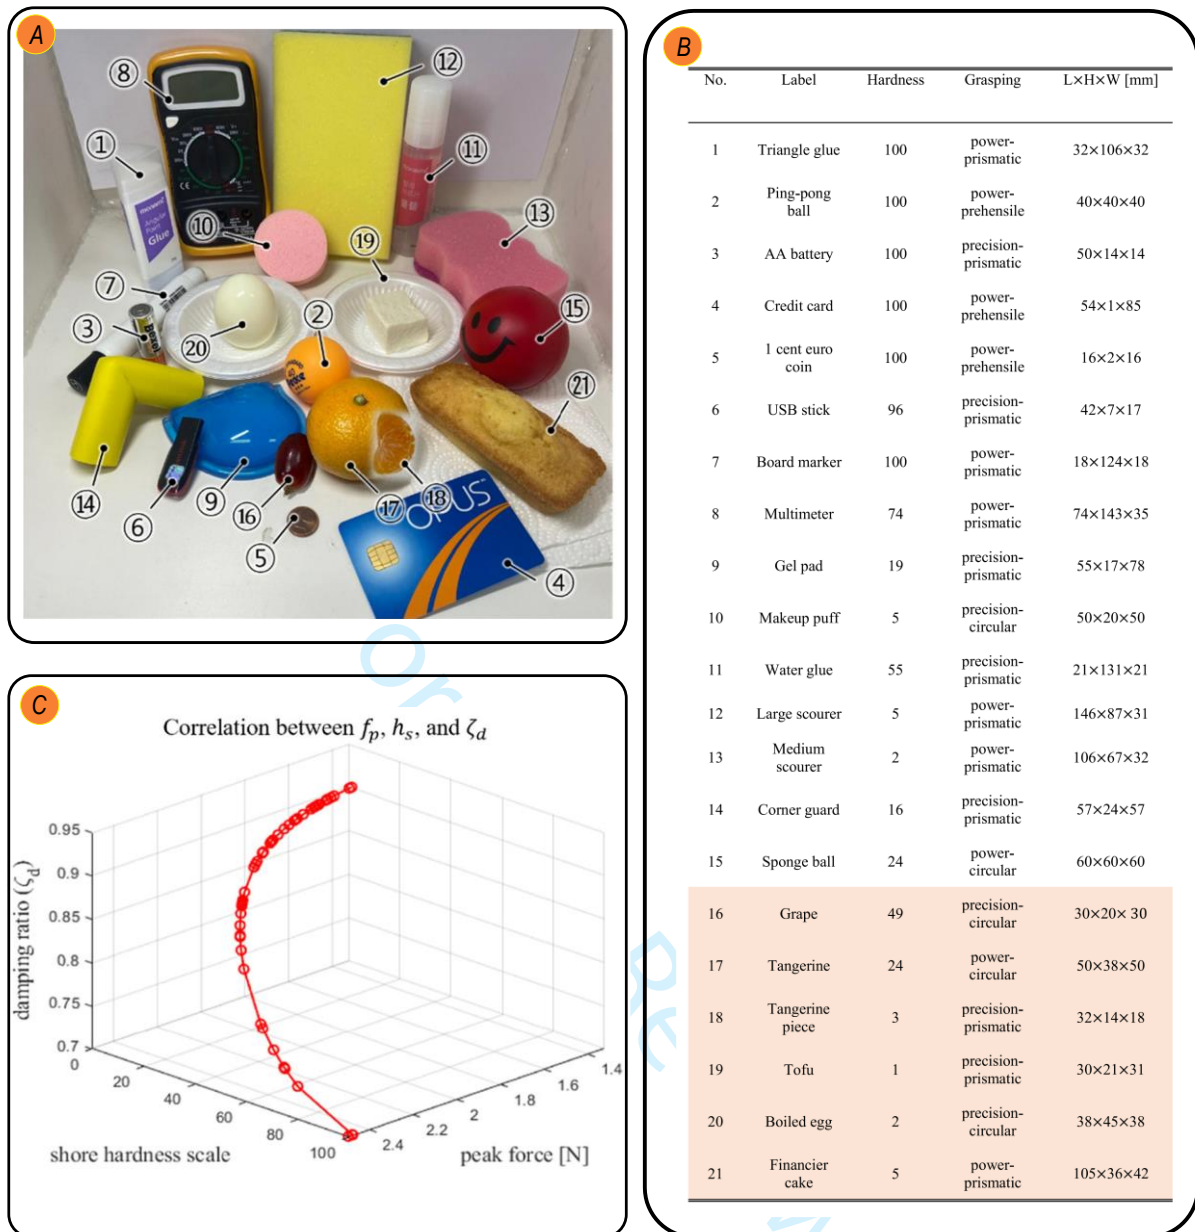 A
⑧
⑫
①
⑪
⑩
⑬
⑲
⑦
③
②
⑮
⑳
㉑
⑭
⑥
⑨
⑯
⑰
⑱
⑤
④
Glue
OPUS
B
No. Label Hardness Grasping L×H×W [mm]
1 Triangle glue 100 power-prismatic 32×106×32
2 Ping-pong ball 100 power-prehensile 40×40×40
3 AA battery 100 precision-prismatic 50×14×14
4 Credit card 100 power-prehensile 54×1×85
5 1 cent euro coin 100 power-prehensile 16×2×16
6 USB stick 96 precision-prismatic 42×7×17
7 Board marker 100 power-prismatic 18×124×18
8 Multimeter 74 power-prismatic 74×143×35
9 Gel pad 19 precision-prismatic 55×17×78
10 Makeup puff 5 precision-circular 50×20×50
11 Water glue 55 precision-prismatic 21×131×21
12 Large scourer 5 power-prismatic 146×87×31
13 Medium scourer 2 power-prismatic 106×67×32
14 Corner guard 16 precision-prismatic 57×24×57
15 Sponge ball 24 power-circular 60×60×60
16 Grape 49 precision-circular 30×20× 30
17 Tangerine 24 power-circular 50×38×50
18 Tangerine piece 3 precision-prismatic 32×14×18
19 Tofu 1 precision-prismatic 30×21×31
20 Boiled egg 2 precision-circular 38×45×38
21 Financier cake 5 power-prismatic 105×36×42
C
Correlation between f_p, h_s, and ζ_d
damping ratio (ζ_d)
0.95
0.9
0.85
0.8
0.75
0.7
0
20
40
60
80
100
shore hardness scale
2.4
2.2
2
1.8
1.6
1.4
peak force [N]
or
Re